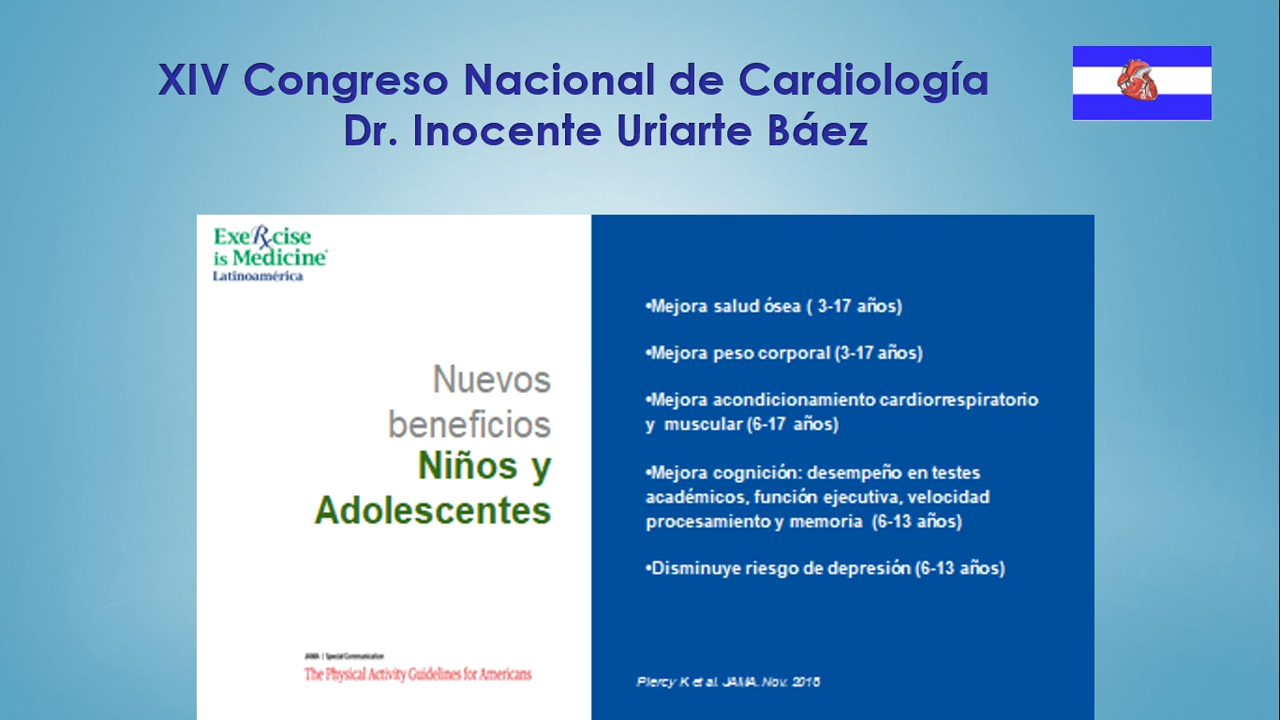 XIV Congreso Nacional de Cardiología
Dr. Inocente Uriarte Báez
ExeRxcise
is Medicine®
Latinoamérica
Nuevos
beneficios
Niños y
Adolescentes
JAMA | Special Communication
The Physical Activity Guidelines for Americans
•Mejora salud ósea ( 3-17 años)
•Mejora peso corporal (3-17 años)
•Mejora acondicionamiento cardiorrespiratorio
y muscular (6-17 años)
•Mejora cognición: desempeño en testes
académicos, función ejecutiva, velocidad
procesamiento y memoria (6-13 años)
•Disminuye riesgo de depresión (6-13 años)
Piercy K et al. JAMA. Nov. 2018